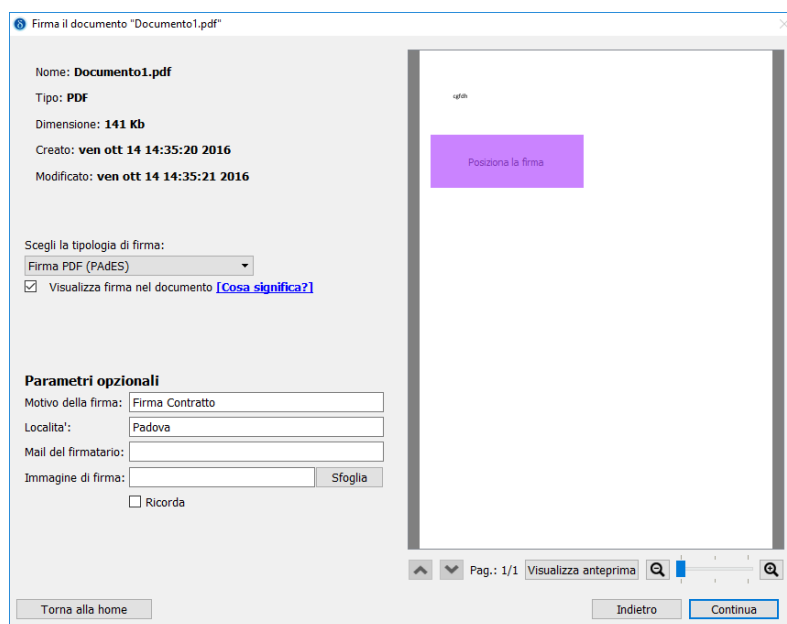 Firma il documento "Documento1.pdf"
Nome: Documento1.pdf
Tipo: PDF
Dimensione: 141 Kb
Creato: ven ott 14 14:35:20 2016
Modificato: ven ott 14 14:35:21 2016
Scegli la tipologia di firma:
Firma PDF (PAdES)
Visualizza firma nel documento [Cosa significa?]
Parametri opzionali
Motivo della firma: Firma Contratto
Localita': Padova
Mail del firmatario:
Immagine di firma: Sfoglia
Ricorda
cgfdh
Posiziona la firma
Pag.: 1/1 Visualizza anteprima
Torna alla home
Indietro
Continua